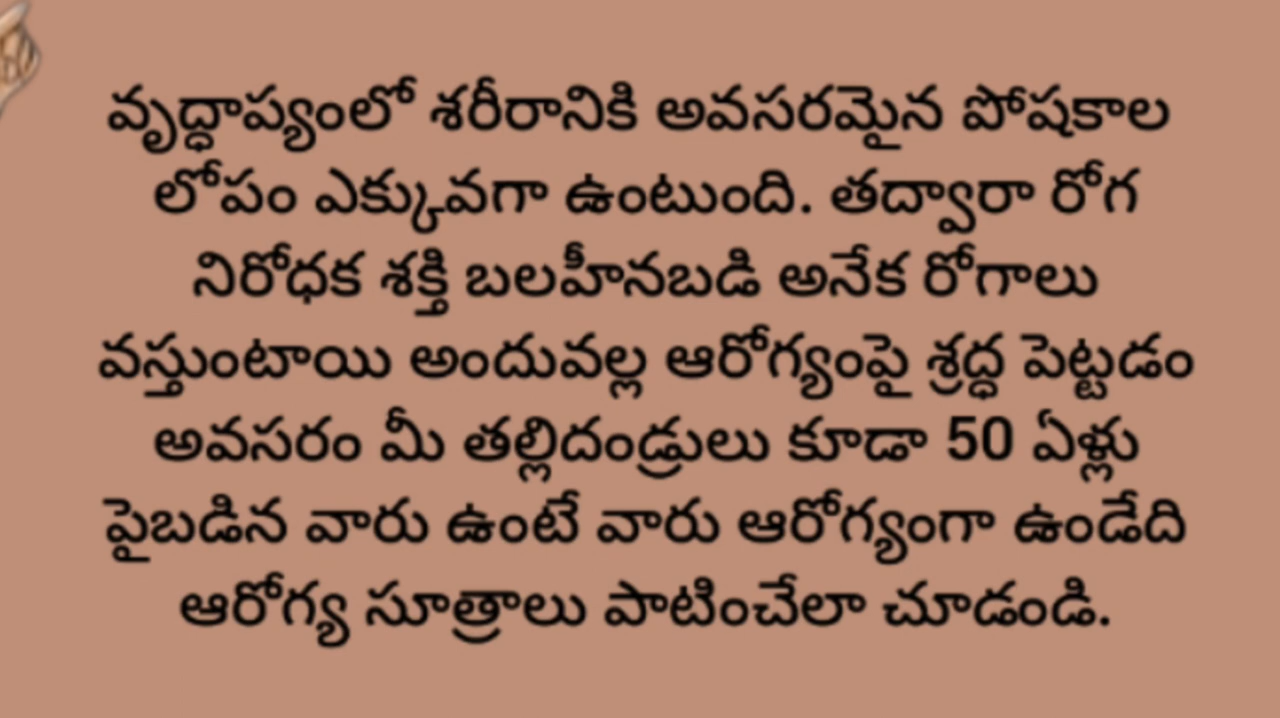 వృద్ధాప్యంలో శరీరానికి అవసరమైన పోషకాల
లోపం ఎక్కువగా ఉంటుంది. తద్వారా రోగ
నిరోధక శక్తి బలహీనబడి అనేక రోగాలు
వస్తుంటాయి అందువల్ల ఆరోగ్యంపై శ్రద్ధ పెట్టడం
అవసరం మీ తల్లిదండ్రులు కూడా 50 ఏళ్లు
పైబడిన వారు ఉంటే వారు ఆరోగ్యంగా ఉండేది
ఆరోగ్య సూత్రాలు పాటించేలా చూడండి.